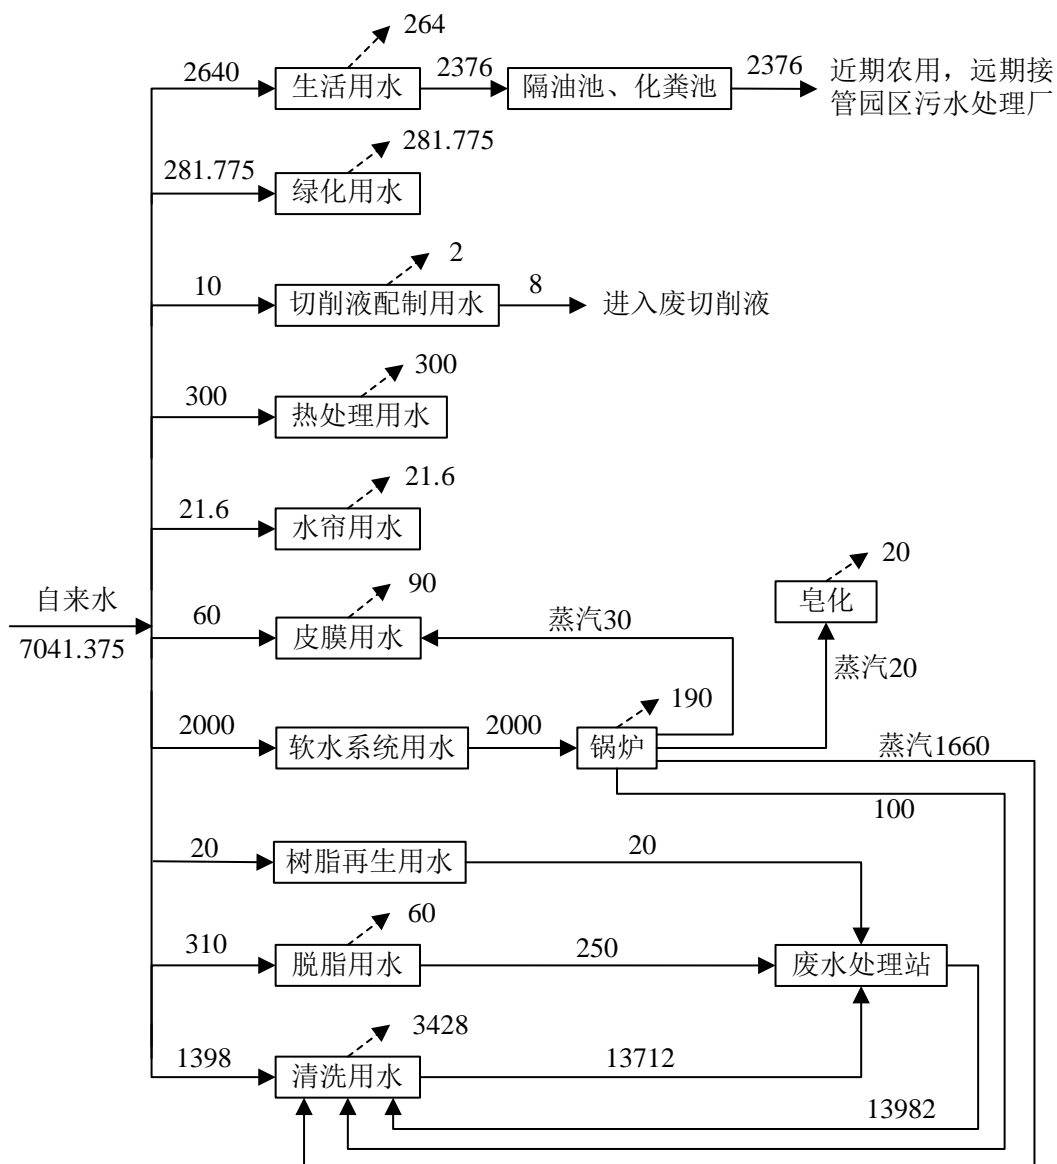 264
2640
生活用水
2376
隔油池、化粪池
2376
近期农用，远期接
管园区污水处理厂
281.775
281.775
绿化用水
2
10
切削液配制用水
8
进入废切削液
300
300
热处理用水
21.6
21.6
水帘用水
自来水
7041.375
90
60
皮膜用水
蒸汽30
20
皂化
蒸汽20
190
2000
软水系统用水
2000
锅炉
蒸汽1660
100
20
树脂再生用水
20
60
310
脱脂用水
250
废水处理站
3428
1398
清洗用水
13712
13982